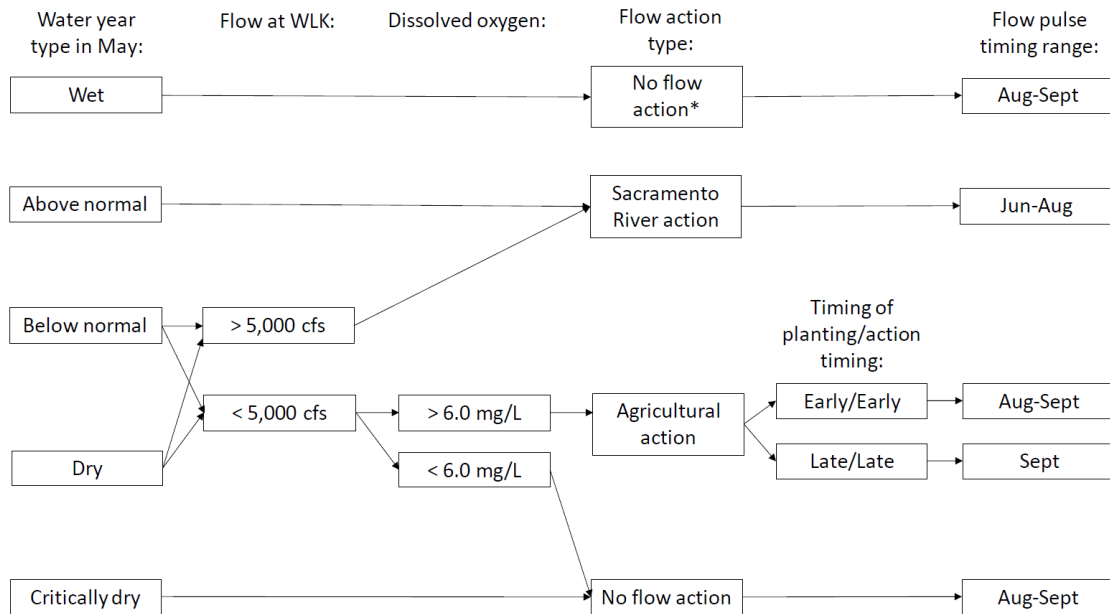 Water year
type in May:
Flow at WLK:
Dissolved oxygen:
Flow action
type:
Flow pulse
timing range:
Wet
No flow
action*
Aug-Sept
Above normal
Sacramento
River action
Jun-Aug
Below normal
> 5,000 cfs
Timing of
planting/action
timing:
< 5,000 cfs
> 6.0 mg/L
Agricultural
action
Early/Early
Aug-Sept
Dry
< 6.0 mg/L
Late/Late
Sept
Critically dry
No flow action
Aug-Sept